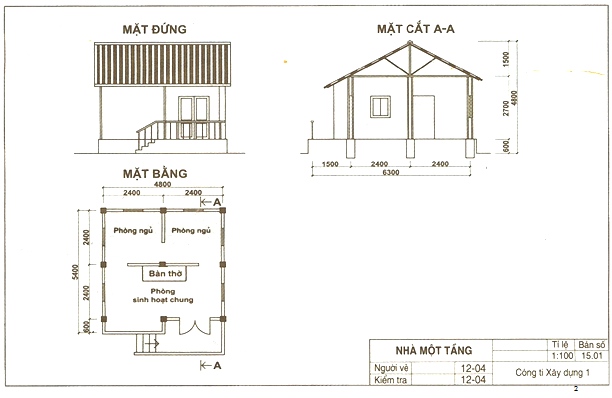 MẶT ĐỨNG
MẶT CẮT A-A
1500
2700
4800
600
1500
2400
2400
6300
MẶT BẰNG
4800
2400
2400
A
Phòng ngủ
Phòng ngủ
2400
5400
2400
600
Bàn thờ
Phòng
sinh hoạt chung
A
NHÀ MỘT TẦNG
Tỉ lệ
Bản số
1:100
15.01
Người vẽ
12-04
Kiểm tra
12-04
Công ti Xây dựng 1
2